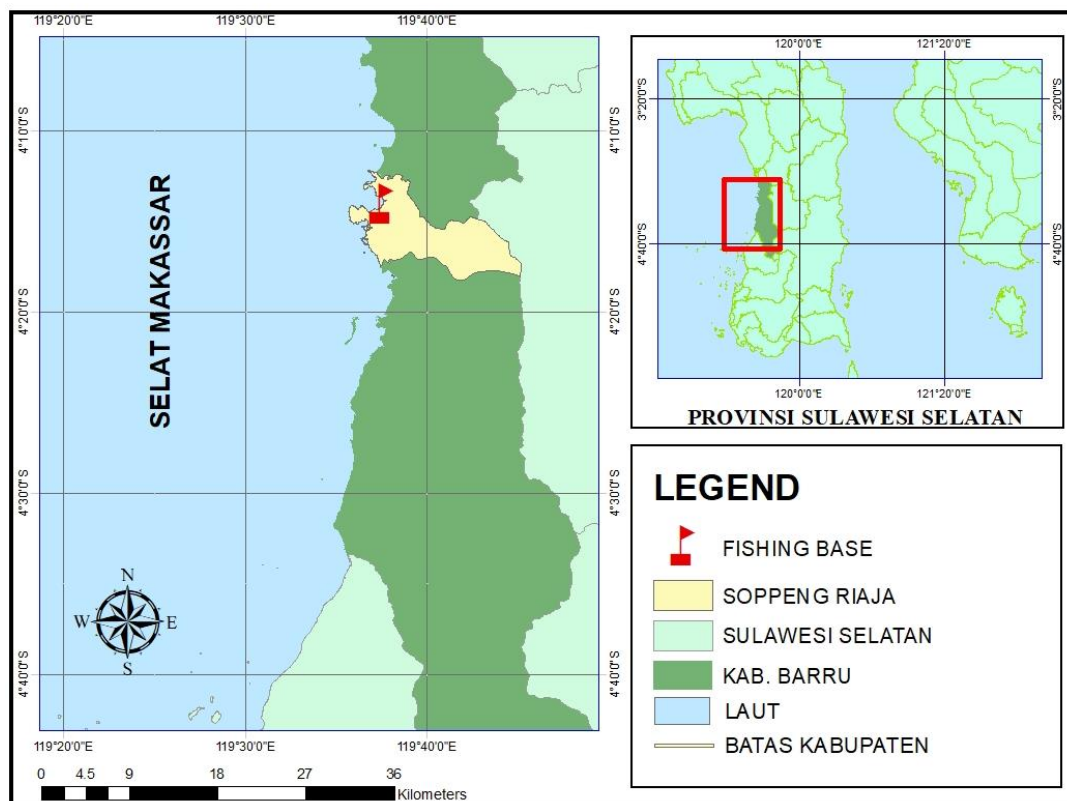 119°20'0"E
119°30'0"E
119°40'0"E
4°10'0"S
4°10'0"S
4°20'0"S
4°20'0"S
4°30'0"S
4°30'0"S
4°40'0"S
4°40'0"S
SELAT MAKASSAR
N
W E
S
119°20'0"E
119°30'0"E
119°40'0"E
0 4.5 9 18 27 36
Kilometers
120°0'0"E
121°20'0"E
3°20'0"S
3°20'0"S
4°40'0"S
4°40'0"S
120°0'0"E
121°20'0"E
PROVINSI SULAWESI SELATAN
LEGEND
FISHING BASE
SOPPENG RIAJA
SULAWESI SELATAN
KAB. BARRU
LAUT
BATAS KABUPATEN